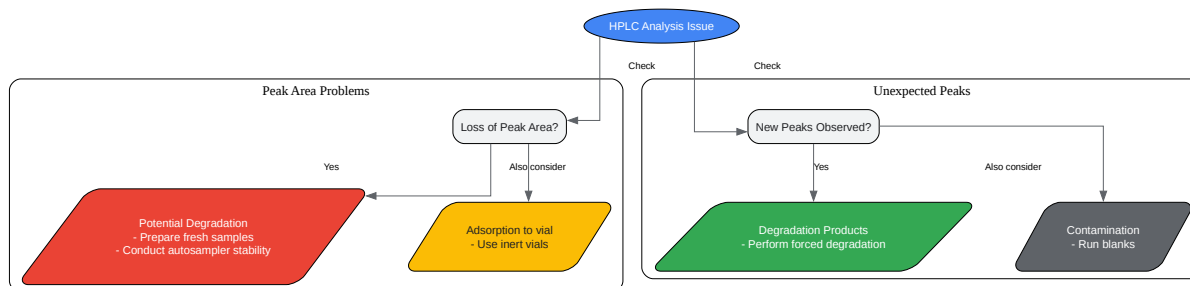 HPLC Analysis Issue
Check
Check
Peak Area Problems
Unexpected Peaks
Loss of Peak Area?
New Peaks Observed?
Yes
Also consider
Yes
Also consider
Potential Degradation
- Prepare fresh samples
- Conduct autosampler stability
Adsorption to vial
- Use inert vials
Degradation Products
- Perform forced degradation
Contamination
- Run blanks